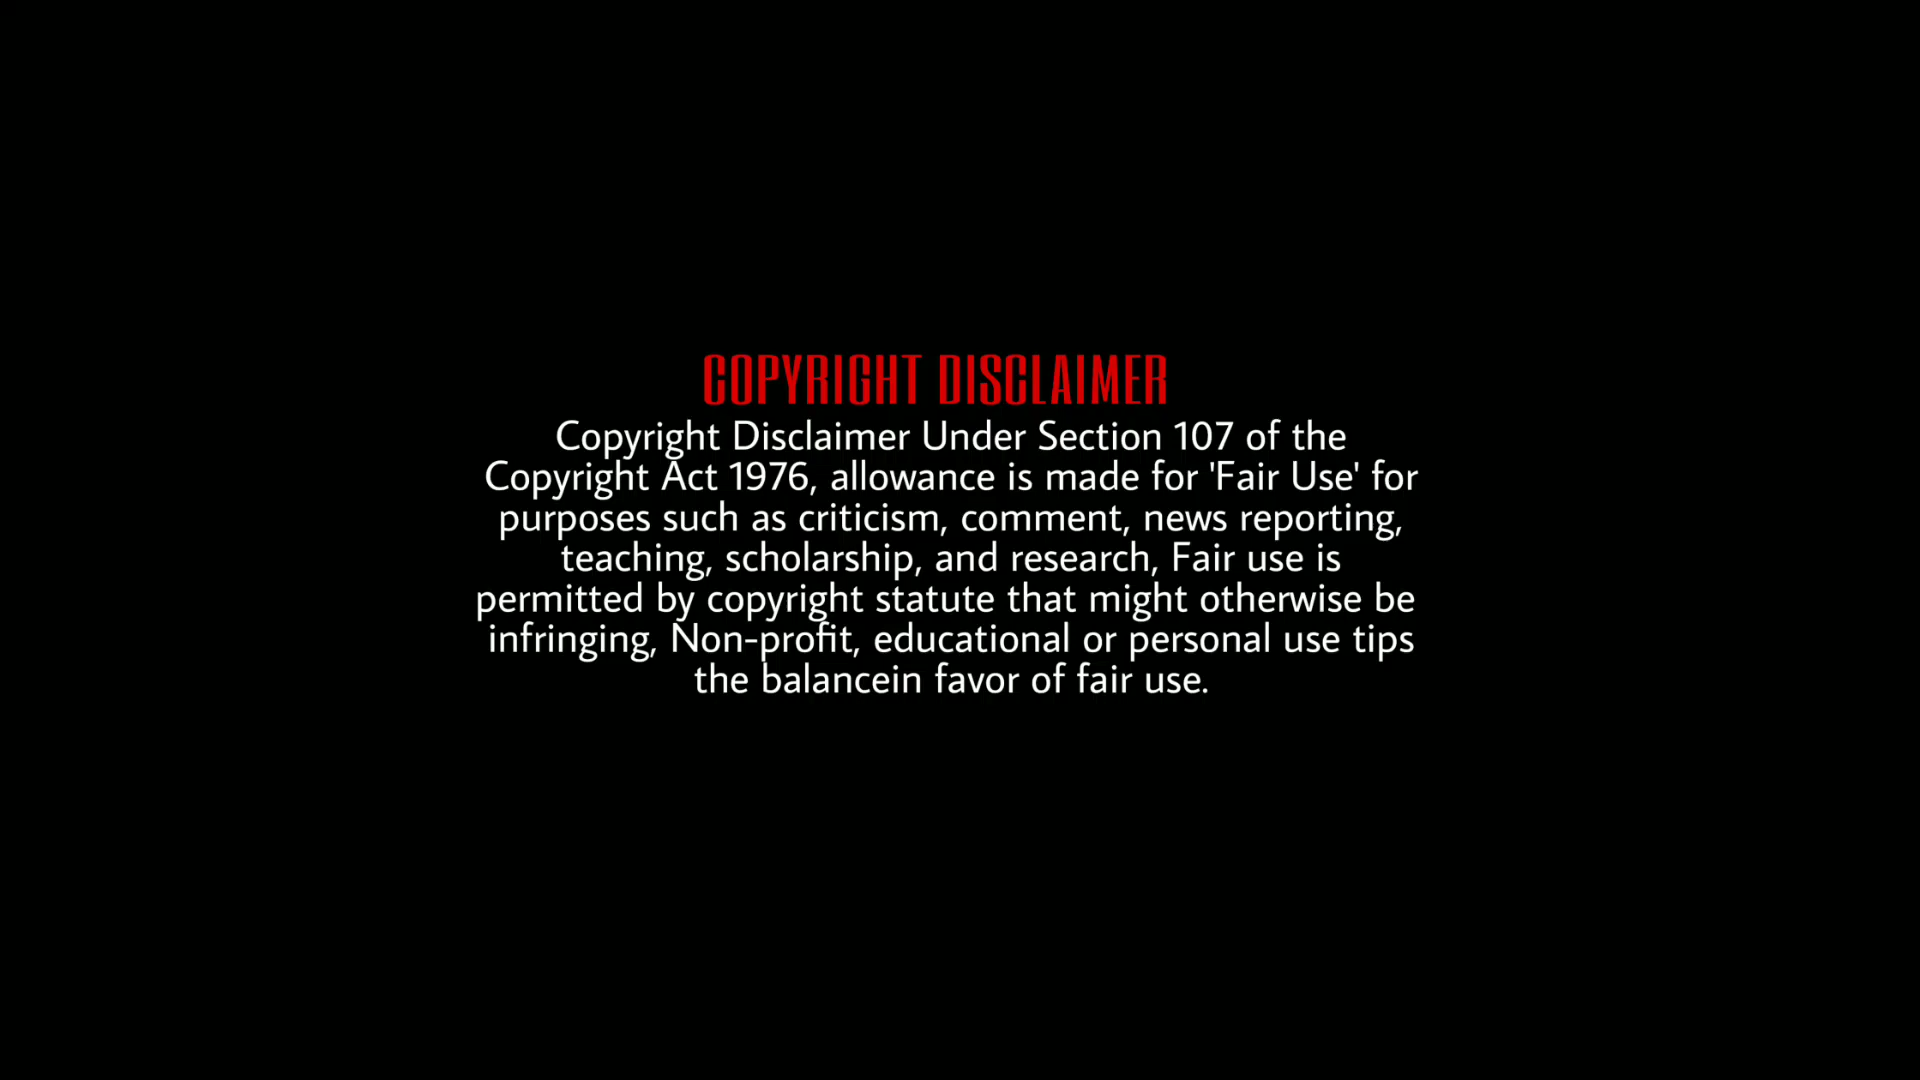 COPYRIGHT DISCLAIMER
Copyright Disclaimer Under Section 107 of the
Copyright Act 1976, allowance is made for 'Fair Use' for
purposes such as criticism, comment, news reporting,
teaching, scholarship, and research, Fair use is
permitted by copyright statute that might otherwise be
infringing, Non-profit, educational or personal use tips
the balancein favor of fair use.